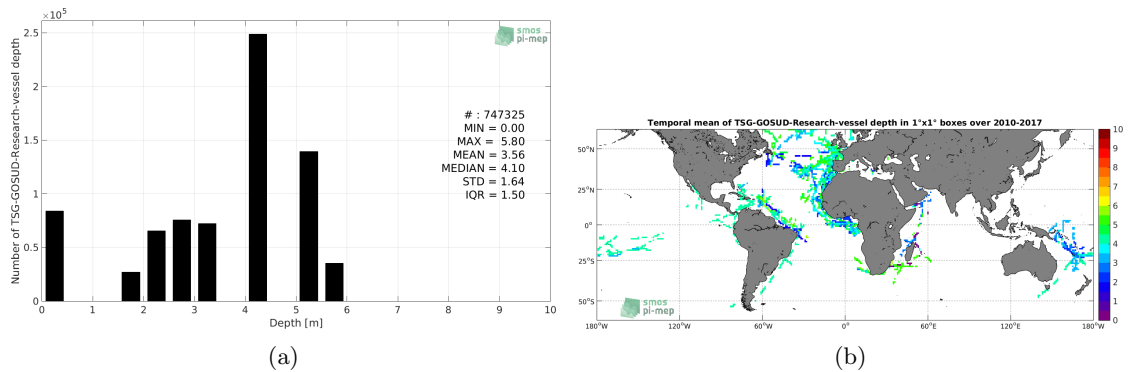 ×10⁵
2.5
2
1.5
1
0.5
0
Number of TSG-GOSUD-Research-vessel depth
smos
pi-mep
# : 747325
MIN = 0.00
MAX = 5.80
MEAN = 3.56
MEDIAN = 4.10
STD = 1.64
IQR = 1.50
0 1 2 3 4 5 6 7 8 9 10
Depth [m]
(a)
Temporal mean of TSG-GOSUD-Research-vessel depth in 1°x1° boxes over 2010-2017
50°N
25°N
0°
25°S
50°S
smos
pi-mep
180°W 120°W 60°W 0° 60°E 120°E 180°W
10
9
8
7
6
5
4
3
2
1
0
(b)